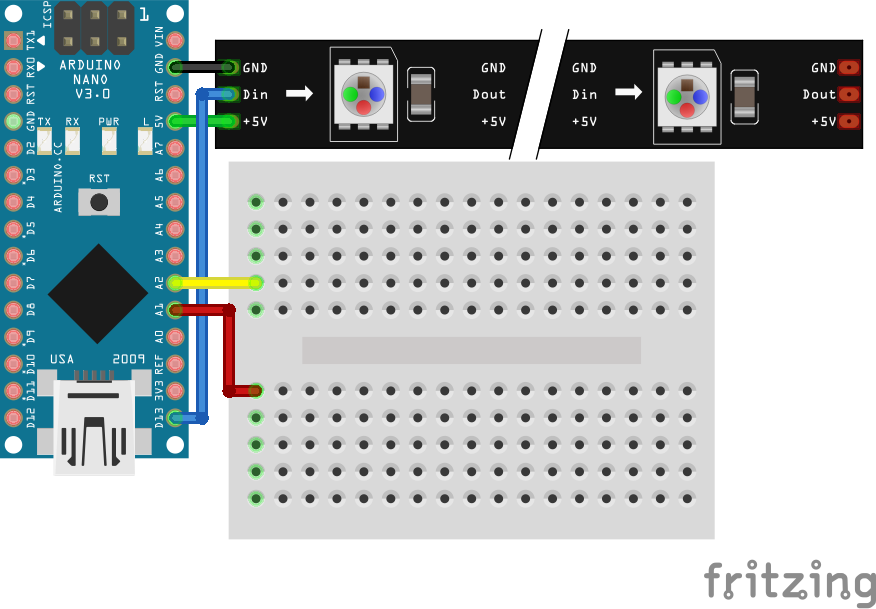 ICSP
1
TX1
RX0
RST
GND
D2
D3
D4
D5
D6
D7
D8
D9
D10
D11
D12
ARDUINO
NANO
V3.0
TX RX PWR L
ARDUINO.CC
RST
USA 2009
VIN
GND
RST
5V
A7
A6
A5
A4
A3
A2
A1
A0
REF
3V3
D13
GND GND GND GND
Din Dout Din Dout
+5V +5V +5V +5V
fritzing